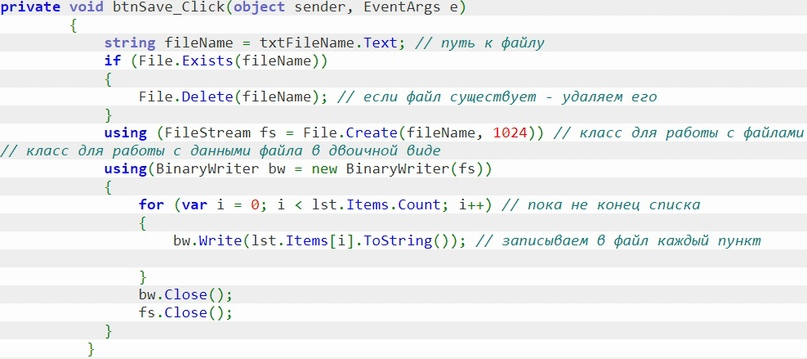 private void btnSave_Click(object sender, EventArgs e)
{
string fileName = txtFileName.Text; // путь к файлу
if (File.Exists(fileName))
{
File.Delete(fileName); // если файл существует - удаляем его
}
using (FileStream fs = File.Create(fileName, 1024)) // класс для работы с файлами
// класс для работы с данными файла в двоичной виде
using(BinaryWriter bw = new BinaryWriter(fs))
{
for (var i = 0; i < lst.Items.Count; i++) // пока не конец списка
{
bw.Write(lst.Items[i].ToString()); // записываем в файл каждый пункт
}
bw.Close();
fs.Close();
}
}